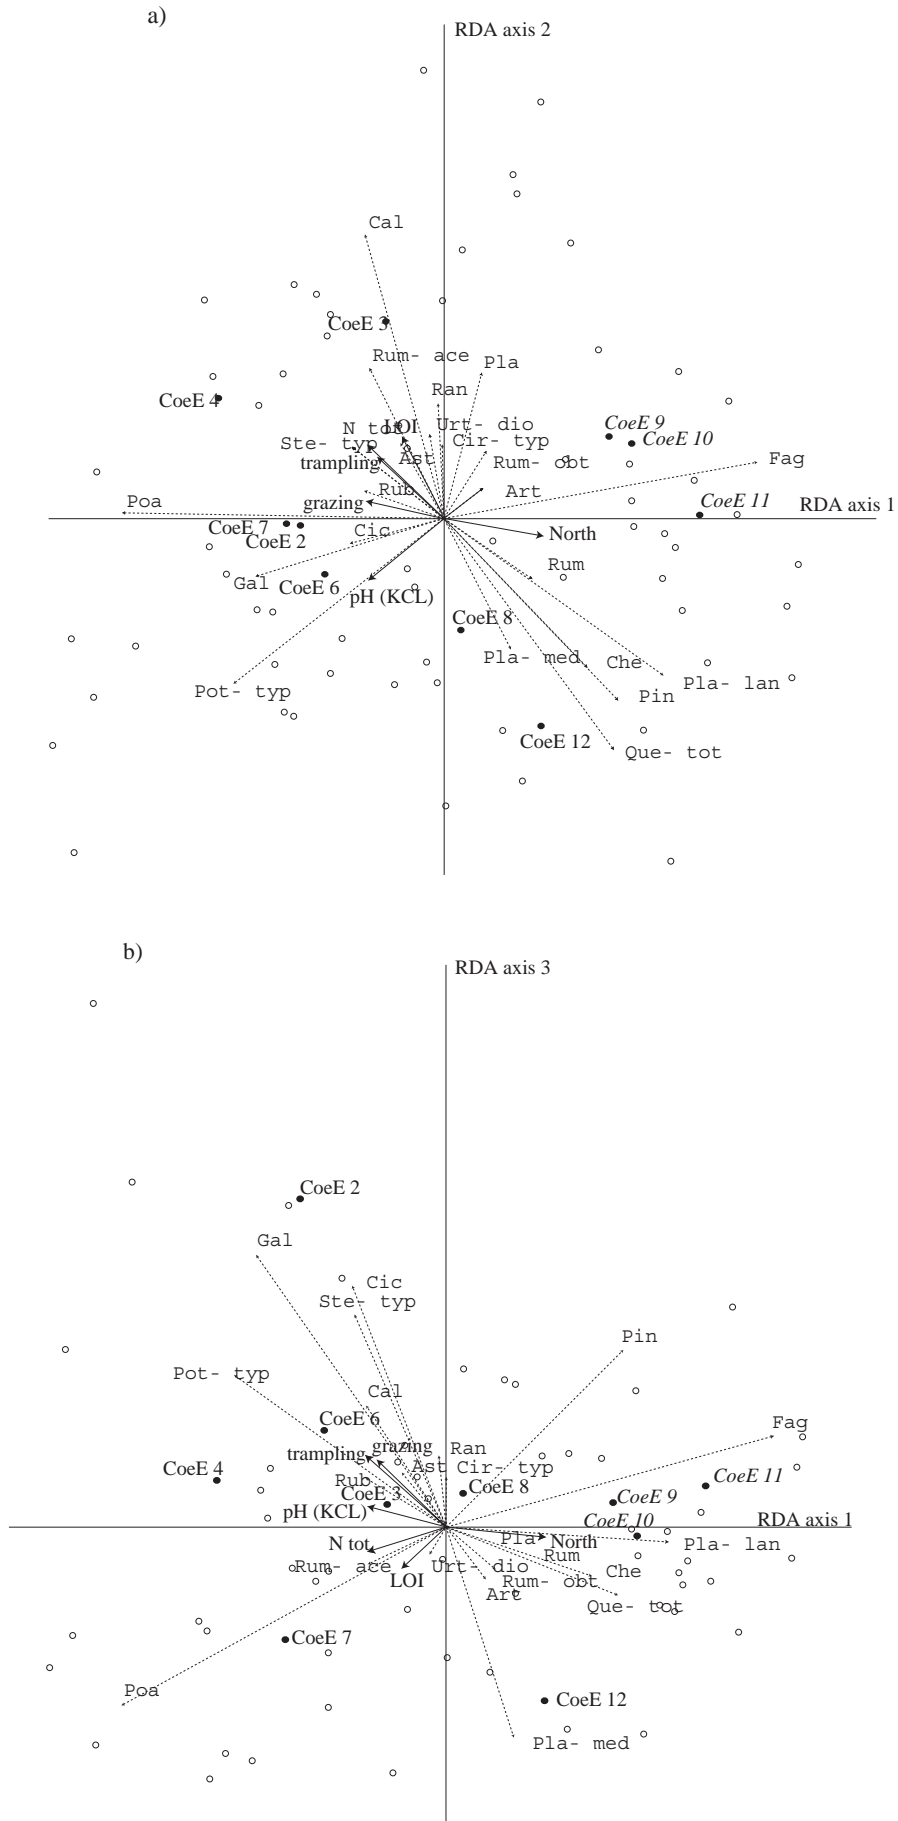 a)
RDA axis 2
Cal
CoeE 3
Rum- ace
Pla
Ran
CoeE 4
N tot
LOI
Urt- dio
CoeE 9
CoeE 10
Ste- typ
Cir- typ
trampling
Ast
Rum- obt
Fag
Rub
Art
Poa
grazing
CoeE 11
RDA axis 1
CoeE 7
Cic
North
CoeE 2
Rum
Gal
CoeE 6
pH (KCL)
CoeE 8
Pla- med
Che
Pot- typ
Pla- lan
Pin
CoeE 12
Que- tot
b)
RDA axis 3
CoeE 2
Gal
Cic
Ste- typ
Pin
Pot- typ
Cal
CoeE 6
Fag
trampling
grazing
Ran
CoeE 4
Ast
Cir- typ
Rub
CoeE 8
CoeE 11
CoeE 3
CoeE 9
pH (KCL)
CoeE 10
RDA axis 1
N tot
Pla
North
Pla- lan
Rum
Rum- ace
Urt- dio
Che
LOI
Rum- obt
Art
Que- tot
CoeE 7
Poa
CoeE 12
Pla- med